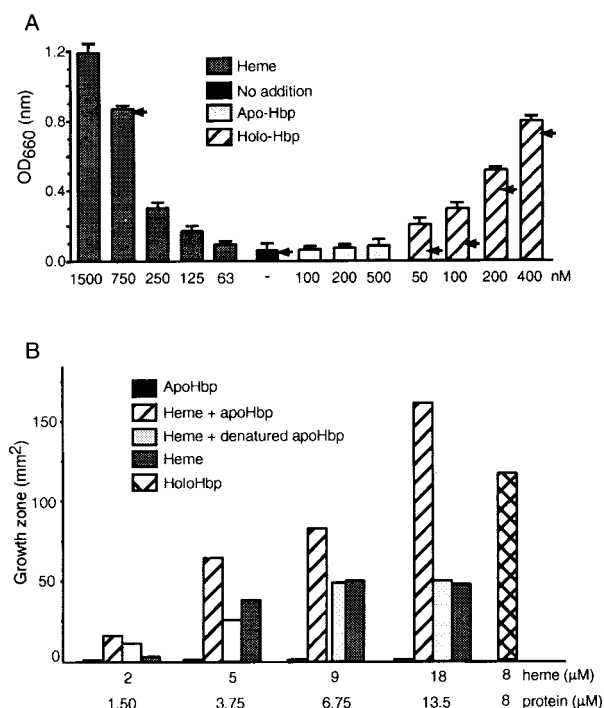 A
OD660 (nm)
1.2
0.8
0.4
0.0
Heme
No addition
Apo-Hbp
Holo-Hbp
1500 750 250 125 63 - 100 200 500 50 100 200 400 nM
B
Growth zone (mm2)
150
100
50
0
ApoHbp
Heme + apoHbp
Heme + denatured apoHbp
Heme
HoloHbp
2 5 9 18 8 heme (μM)
1.50 3.75 6.75 13.5 8 protein (μM)